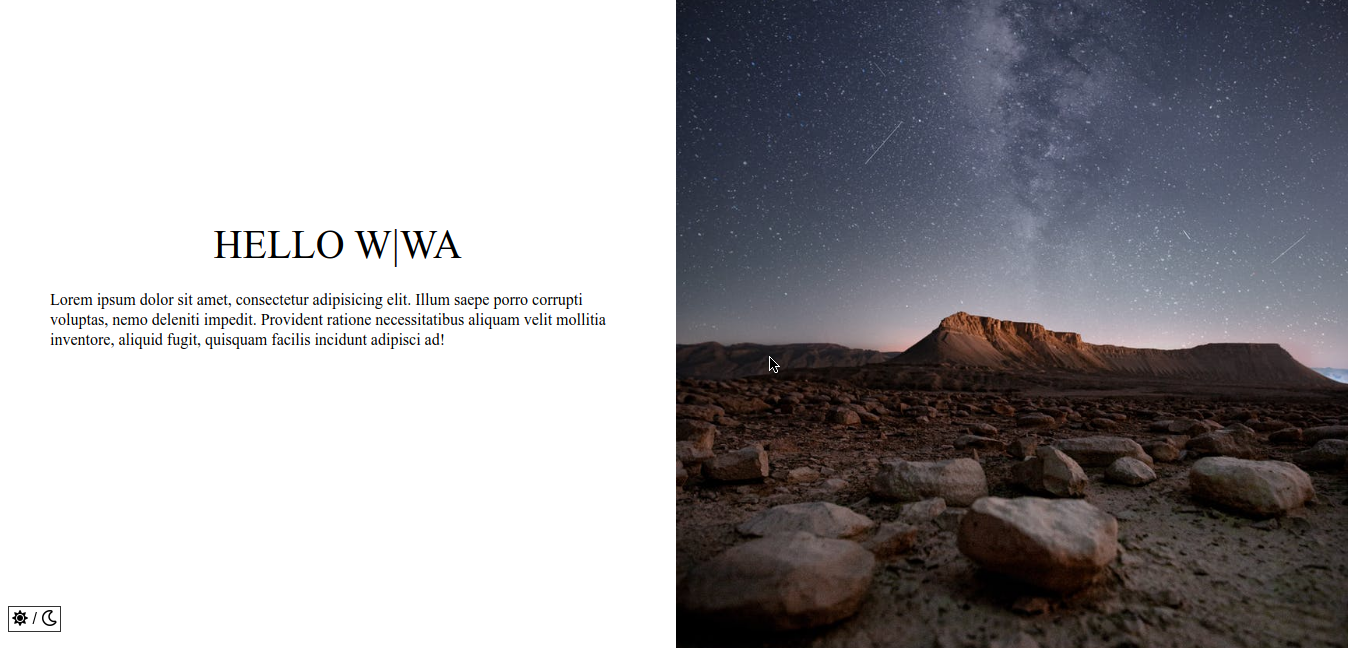 HELLO W|WA
Lorem ipsum dolor sit amet, consectetur adipisicing elit. Illum saepe porro corrupti
voluptas, nemo deleniti impedit. Provident ratione necessitatibus aliquam velit mollitia
inventore, aliquid fugit, quisquam facilis incidunt adipisci ad!
/